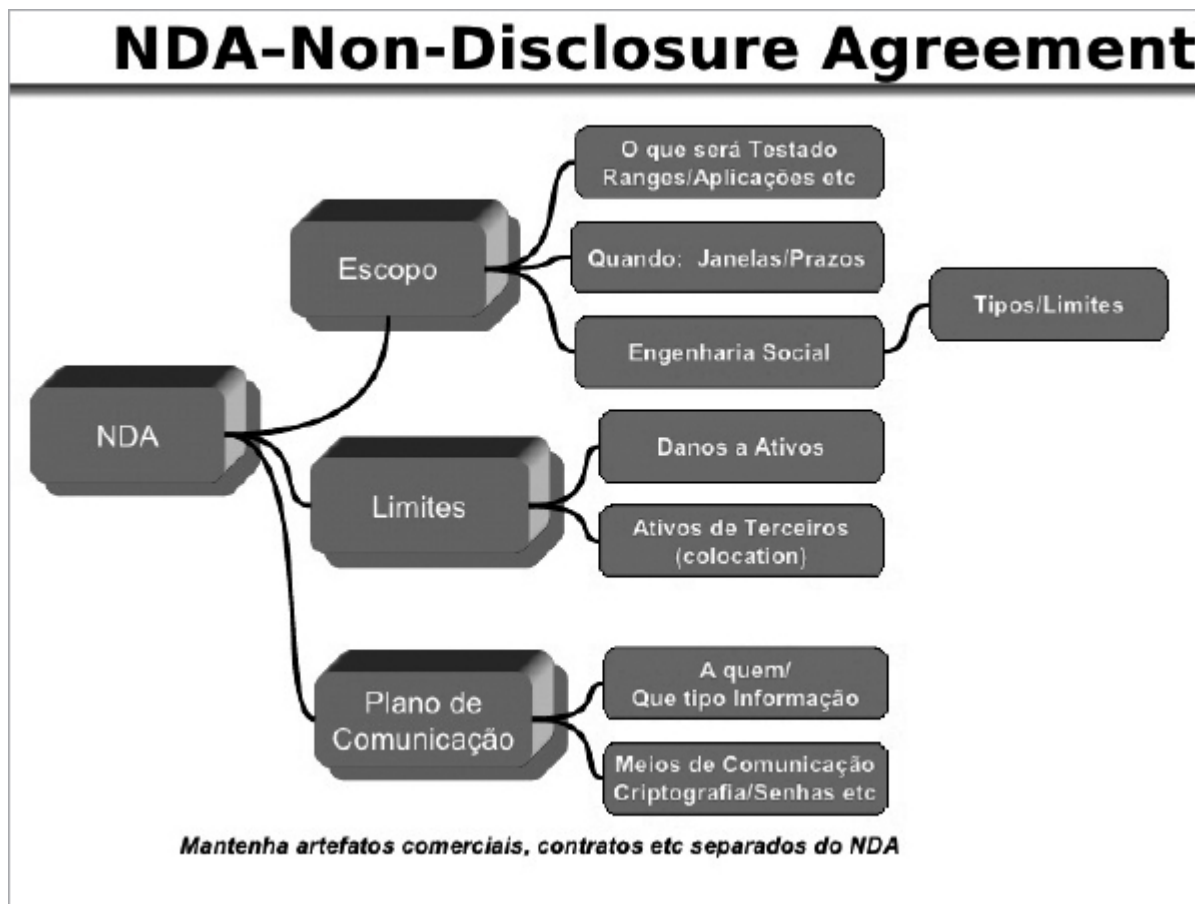 NDA–Non-Disclosure Agreement
O que será Testado
Ranges/Aplicações etc
Escopo
Quando: Janelas/Prazos
Engenharia Social
Tipos/Limites
NDA
Limites
Danos a Ativos
Ativos de Terceiros
(colocation)
Plano de
Comunicação
A quem/
Que tipo Informação
Meios de Comunicação
Criptografia/Senhas etc
Mantenha artefatos comerciais, contratos etc separados do NDA